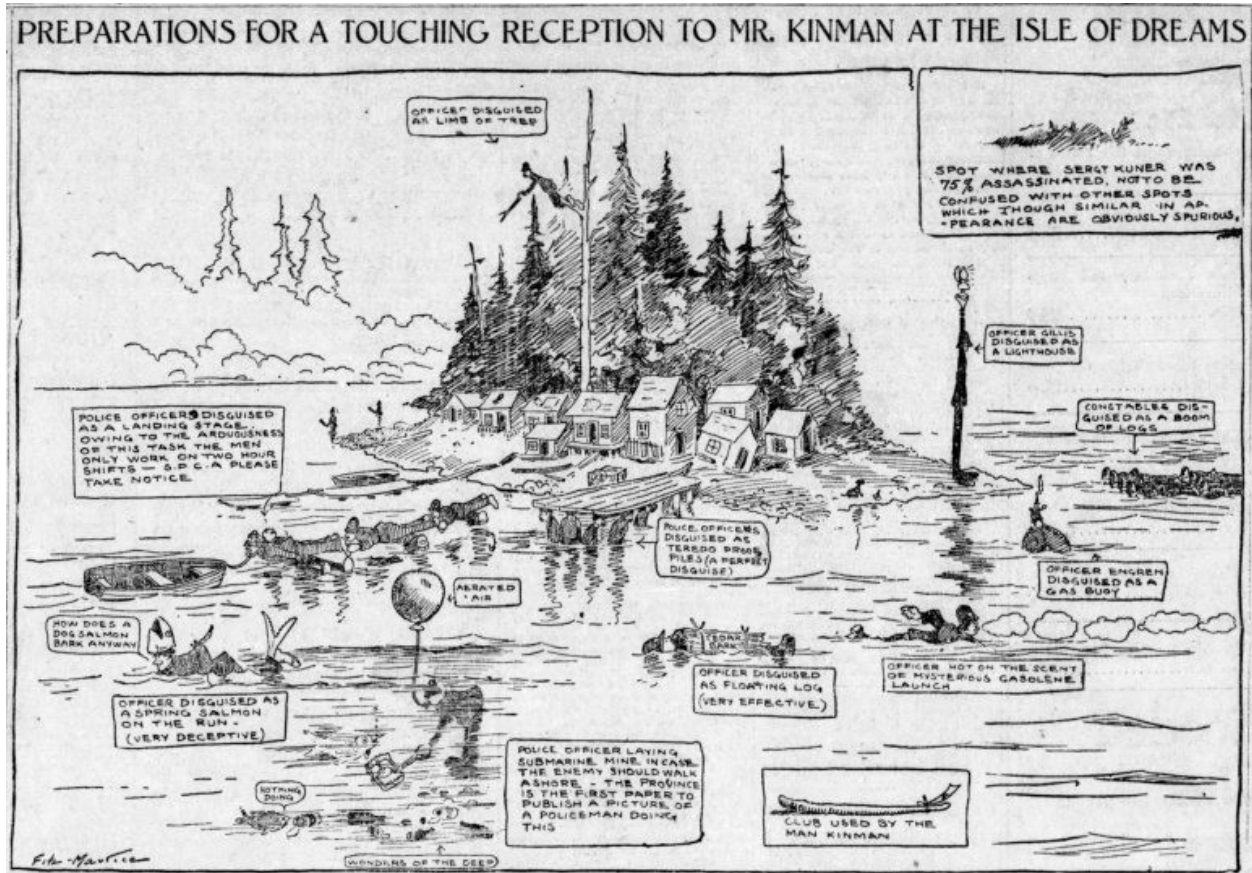 PREPARATIONS FOR A TOUCHING RECEPTION TO MR. KINMAN AT THE ISLE OF DREAMS
OFFICER DISGUISED
AS LIMB OF TREE
SPOT WHERE SERGT KUNER WAS
75% ASSASSINATED, NOT TO BE
CONFUSED WITH OTHER SPOTS
WHICH THOUGH SIMILAR IN AP-
-PEARANCE ARE OBVIOUSLY SPURIOUS.
OFFICER GILLIS
DISGUISED AS
A LIGHTHOUSE
POLICE OFFICERS DISGUISED
AS A LANDING STAGE.
OWING TO THE ARDUOUSNESS
OF THIS TASK THE MEN
ONLY WORK ON TWO HOUR
SHIFTS — S.P.C.A PLEASE
TAKE NOTICE
CONSTABLES DIS-
GUISED AS A BOOM
OF LOGS
POLICE OFFICERS
DISGUISED AS
TEREDO PROOF
PILES (A PERFECT
DISGUISE)
OFFICER ENGREN
DISGUISED AS A
GAS BUOY
AERATED
AIR
HOW DOES A
DOG SALMON
BARK ANYWAY
CEDAR
BARK
OFFICER DISGUISED
AS FLOATING LOG
(VERY EFFECTIVE)
OFFICER HOT ON THE SCENT
OF MYSTERIOUS GASOLENE
LAUNCH
OFFICER DISGUISED AS
A SPRING SALMON
ON THE RUN -
(VERY DECEPTIVE)
POLICE OFFICER LAYING
SUBMARINE MINE IN CASE
THE ENEMY SHOULD WALK
ASHORE - THE PROVINCE
IS THE FIRST PAPER TO
PUBLISH A PICTURE OF
A POLICEMAN DOING
THIS
NOTHING
DOING
CLUB USED BY THE
MAN KINMAN
WONDERS OF THE DEEP
Fitz-Maurice